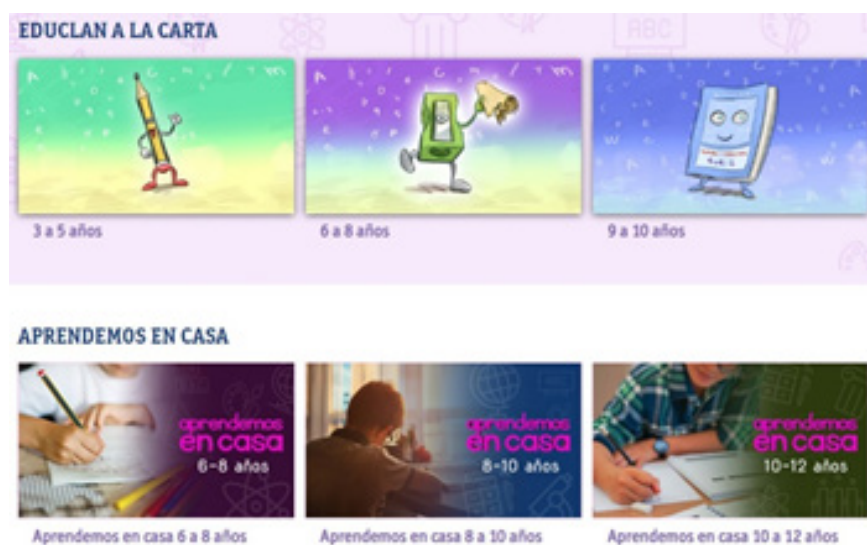 EDUCLAN A LA CARTA
3 a 5 años
6 a 8 años
9 a 10 años
APRENDEMOS EN CASA
aprendemos
en casa
6-8 años
aprendemos
en casa
8-10 años
aprendemos
en casa
10-12 años
Aprendemos en casa 6 a 8 años
Aprendemos en casa 8 a 10 años
Aprendemos en casa 10 a 12 años